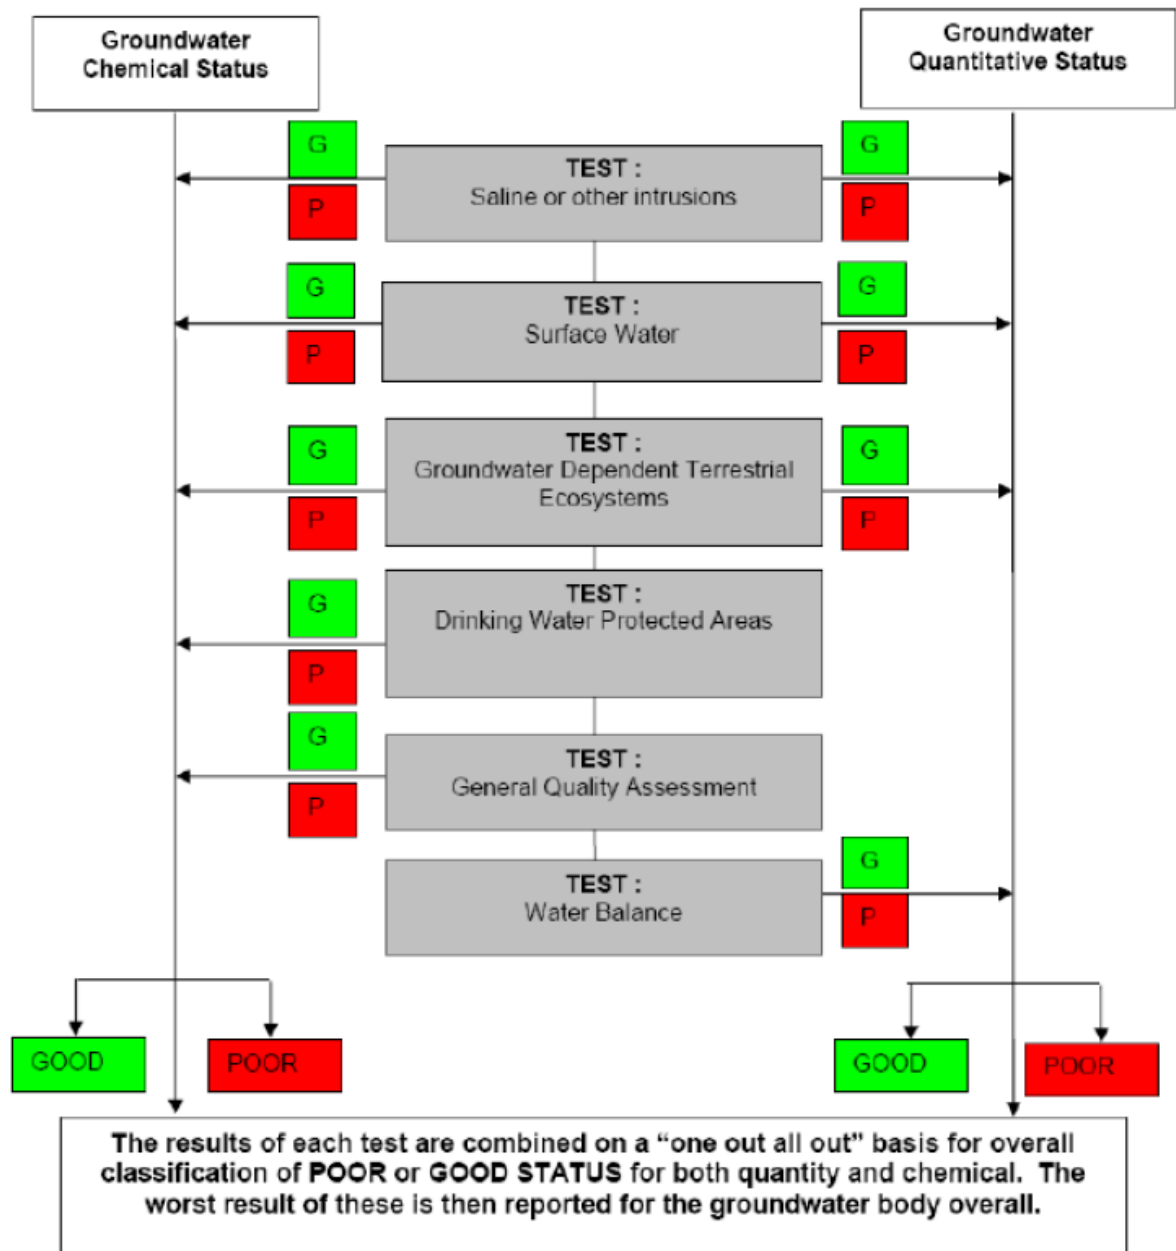 Groundwater
Chemical Status
Groundwater
Quantitative Status
G
P
TEST :
Saline or other intrusions
G
P
G
P
TEST :
Surface Water
G
P
G
P
TEST :
Groundwater Dependent Terrestrial
Ecosystems
G
P
G
P
TEST :
Drinking Water Protected Areas
G
P
TEST :
General Quality Assessment
TEST :
Water Balance
G
P
GOOD
POOR
GOOD
POOR
The results of each test are combined on a “one out all out” basis for overall
classification of POOR or GOOD STATUS for both quantity and chemical.  The
worst result of these is then reported for the groundwater body overall.